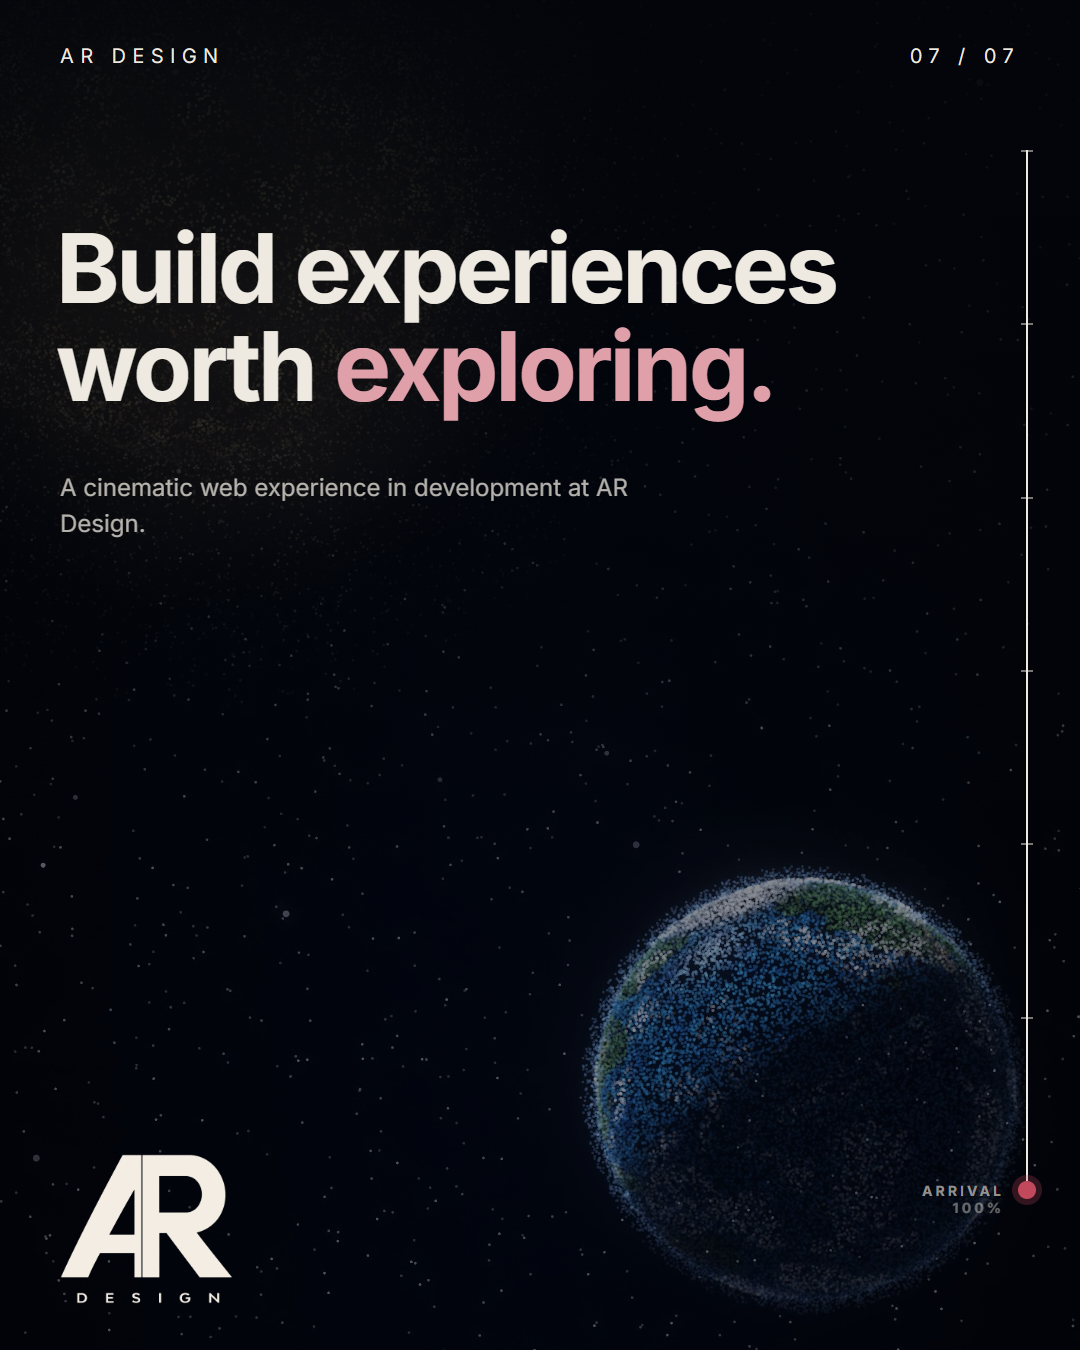 AR DESIGN
07 / 07
Build experiences
worth exploring.
A cinematic web experience in development at AR
Design.
ARRIVAL
100%
AR
DESIGN